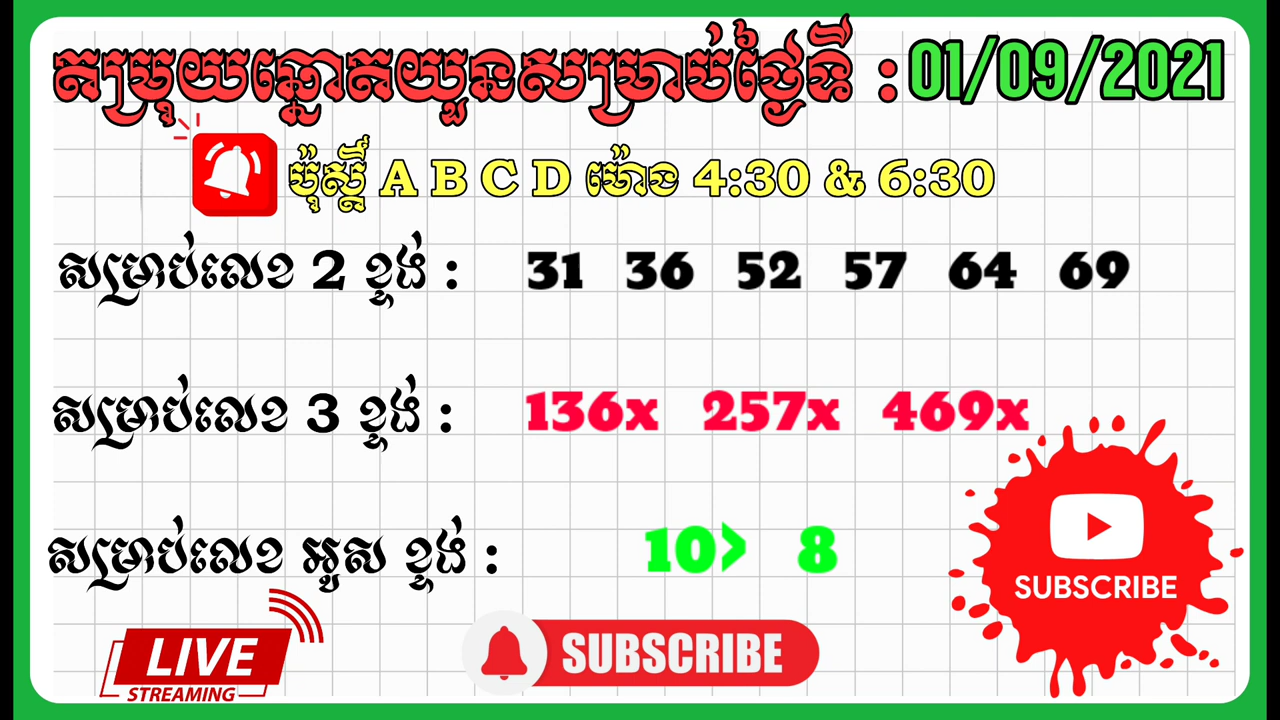 តម្រុយឆ្នោតយួនសម្រាប់ថ្ងៃទី : 01/09/2021
ប៉ុស្តិ៍ A B C D ម៉ោង 4:30 & 6:30
សម្រាប់លេខ 2 ខ្ទង់ : 31 36 52 57 64 69
សម្រាប់លេខ 3 ខ្ទង់ : 136x 257x 469x
សម្រាប់លេខ អូស ខ្ទង់ : 10> 8
SUBSCRIBE
LIVE
STREAMING
SUBSCRIBE